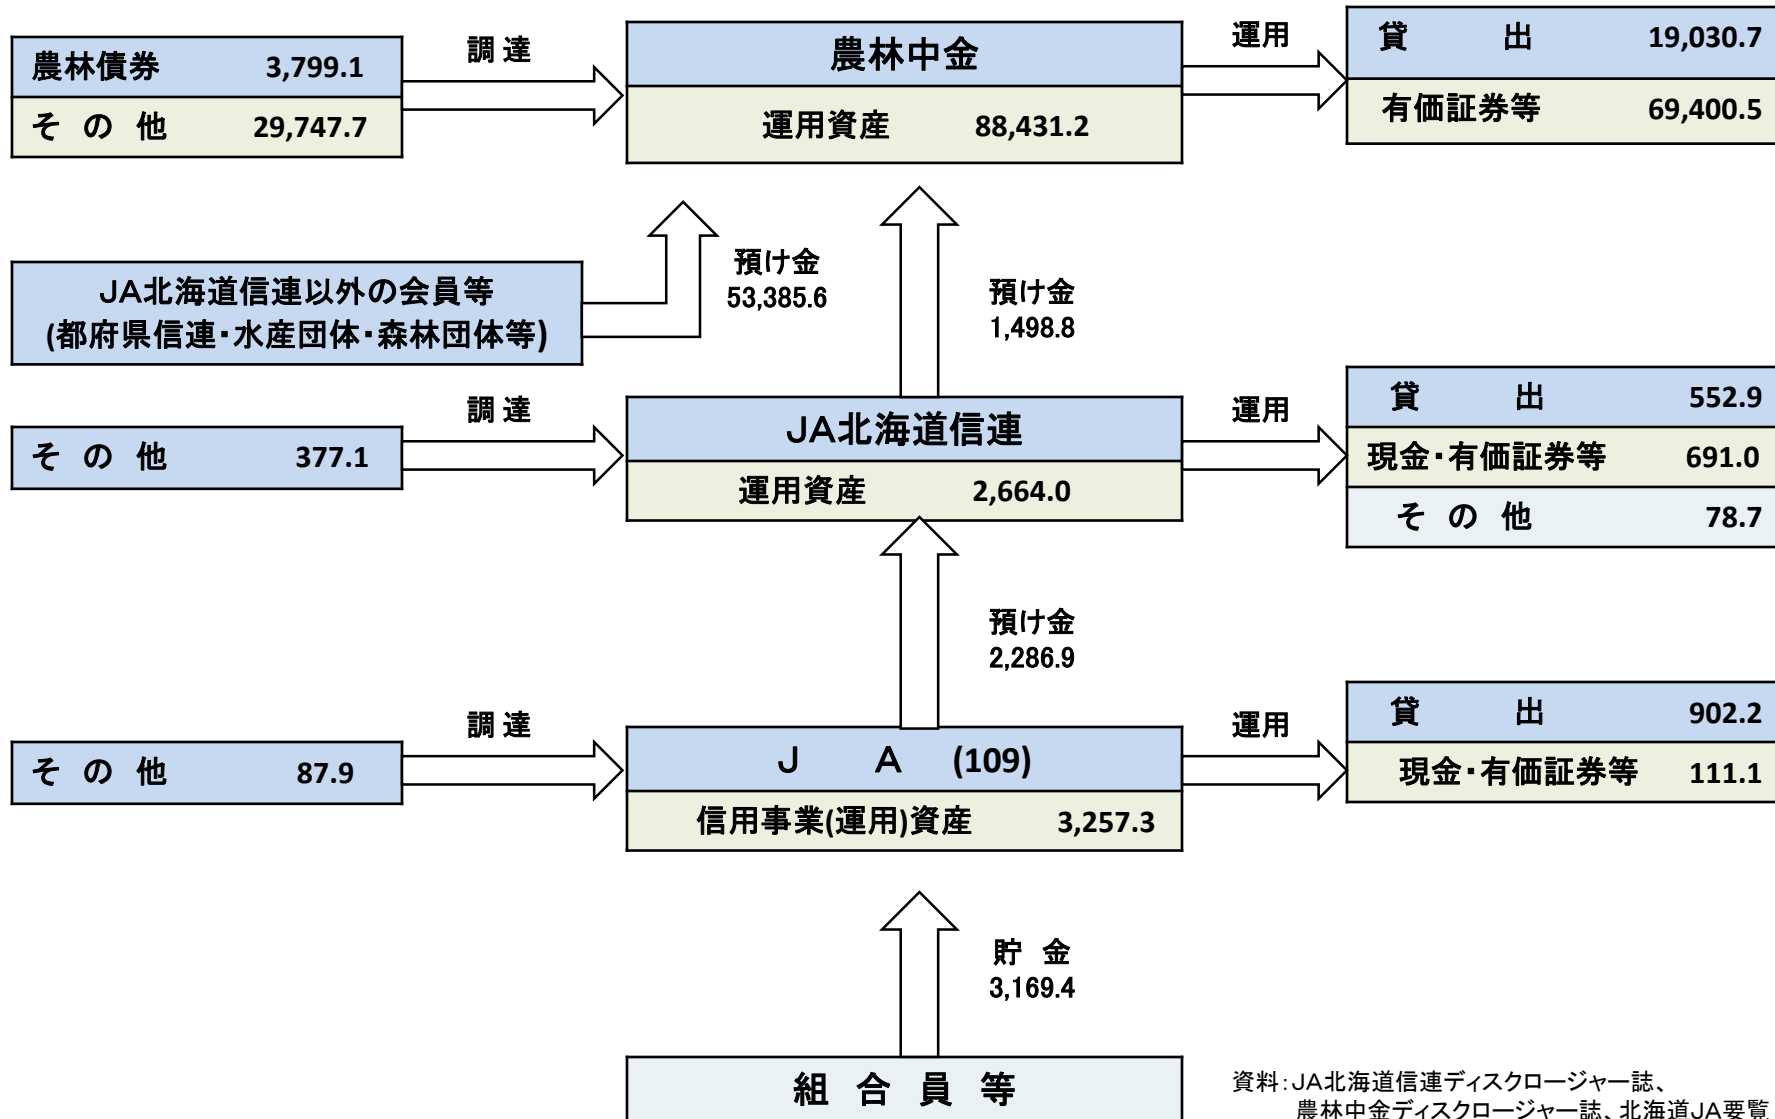 農林債券 3,799.1
その他 29,747.7
調達
農林中金
運用資産 88,431.2
運用
貸出 19,030.7
有価証券等 69,400.5
JA北海道信連以外の会員等
(都府県信連・水産団体・森林団体等)
預け金
53,385.6
預け金
1,498.8
その他 377.1
調達
JA北海道信連
運用資産 2,664.0
運用
貸出 552.9
現金・有価証券等 691.0
その他 78.7
預け金
2,286.9
その他 87.9
調達
JA (109)
信用事業(運用)資産 3,257.3
運用
貸出 902.2
現金・有価証券等 111.1
貯金
3,169.4
組合員等
資料:JA北海道信連ディスクロージャー誌、
農林中金ディスクロージャー誌、北海道JA要覧